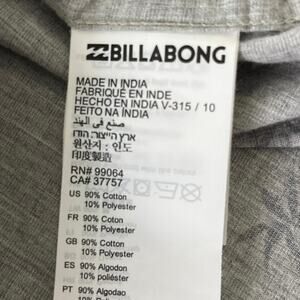 BILLABONG
MADE IN INDIA
FABRIQUÉ EN INDE
HECHO EN INDIA V-315 / 10
FEITO NA ÍNDIA
صنع في الهند
ארץ הייצור: הודו
원산지 : 인도
印度製造
RN# 99064
CA# 37757
US 90% Cotton
10% Polyester
FR 90% Coton
10% Polyester
GB 90% Cotton
10% Polyester
ES 90% Algodon
10% poliéster
PT 90% Algodao